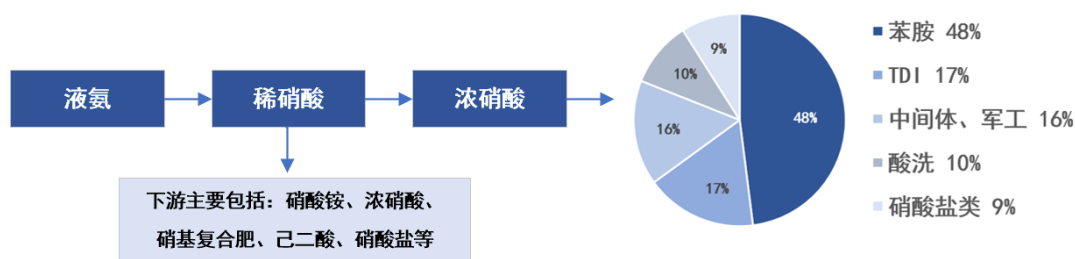 液氨
稀硝酸
浓硝酸
下游主要包括：硝酸铵、浓硝酸、
硝基复合肥、己二酸、硝酸盐等
9%
10%
16%
17%
48%
苯胺 48%
TDI 17%
中间体、军工 16%
酸洗 10%
硝酸盐类 9%